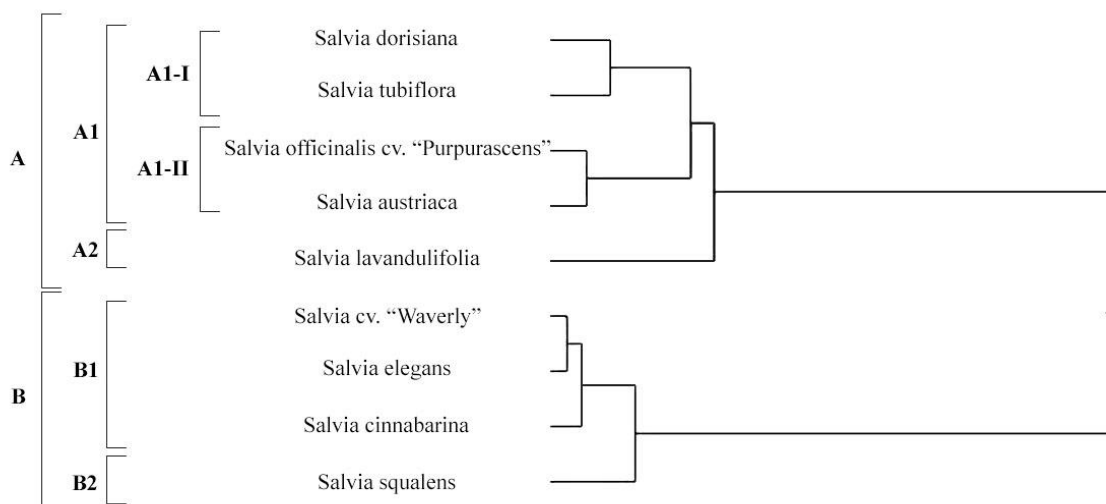 Salvia dorisiana
A1-I
Salvia tubiflora
A1
Salvia officinalis cv. “Purpurascens”
A
A1-II
Salvia austriaca
A2
Salvia lavandulifolia
Salvia cv. “Waverly”
B1
Salvia elegans
B
Salvia cinnabarina
B2
Salvia squalens